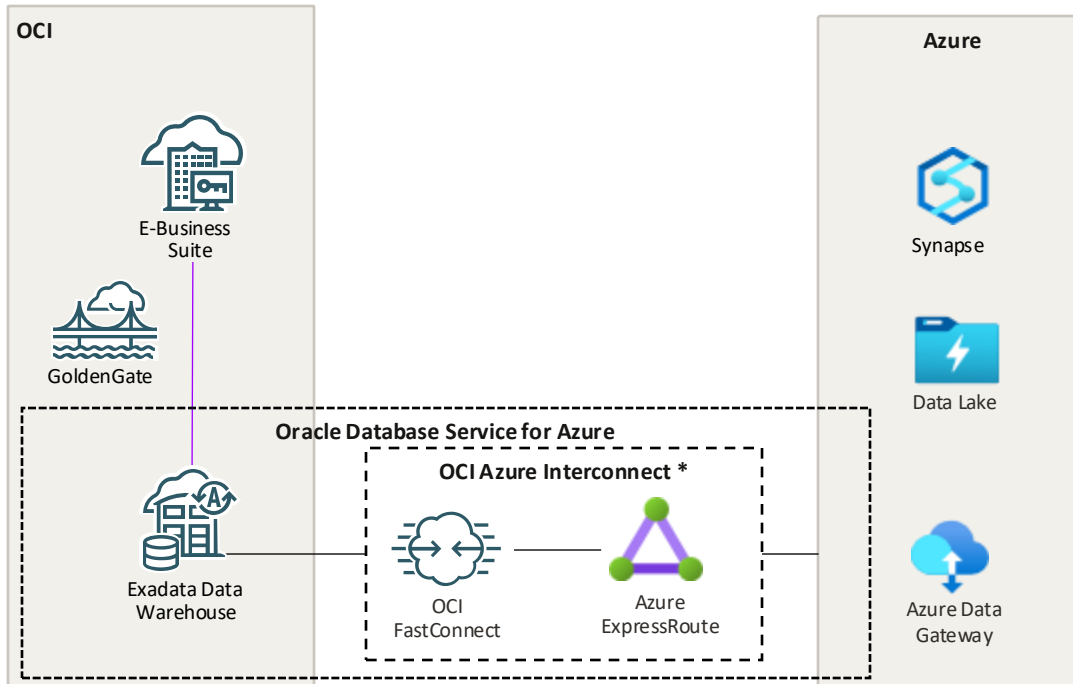 OCI
Azure
E-Business
Suite
Synapse
GoldenGate
Data Lake
Oracle Database Service for Azure
OCI Azure Interconnect *
A
Exadata Data
Warehouse
OCI
FastConnect
Azure
ExpressRoute
Azure Data
Gateway